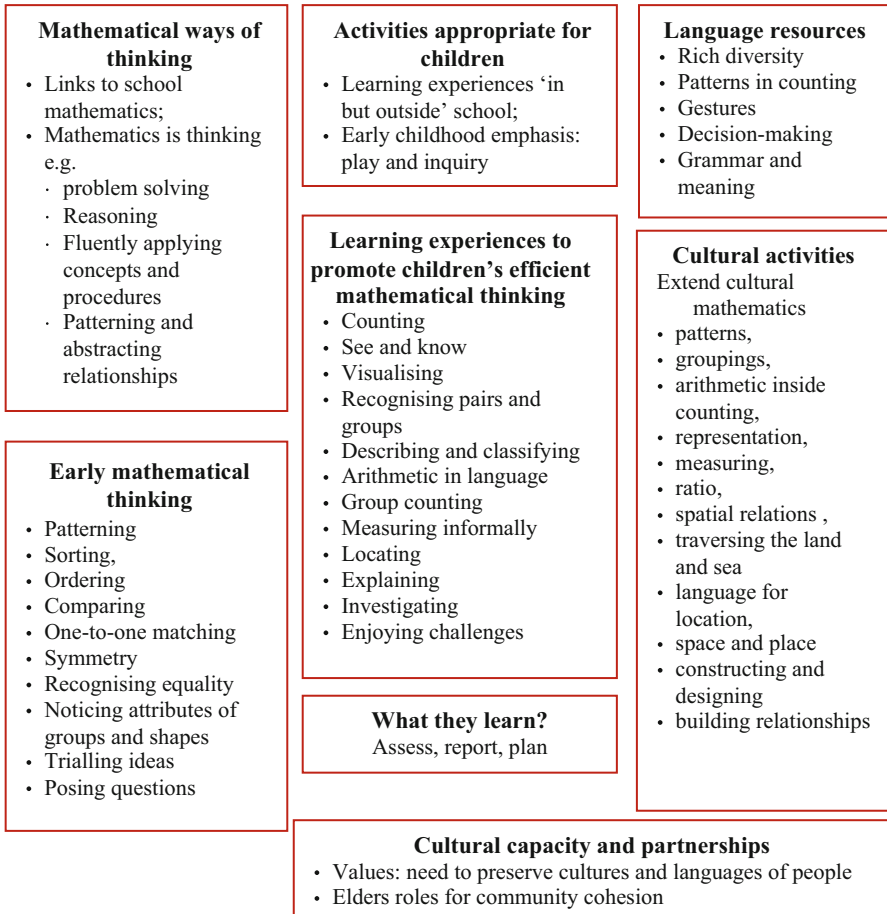 Mathematical ways of
thinking
• Links to school
mathematics;
• Mathematics is thinking
e.g.
· problem solving
· Reasoning
· Fluently applying
concepts and
procedures
· Patterning and
abstracting
relationships
Early mathematical
thinking
• Patterning
• Sorting,
• Ordering
• Comparing
• One-to-one matching
• Symmetry
• Recognising equality
• Noticing attributes of
groups and shapes
• Trialling ideas
• Posing questions
Activities appropriate for
children
• Learning experiences ‘in
but outside’ school;
• Early childhood emphasis:
play and inquiry
Learning experiences to
promote children’s efficient
mathematical thinking
• Counting
• See and know
• Visualising
• Recognising pairs and
groups
• Describing and classifying
• Arithmetic in language
• Group counting
• Measuring informally
• Locating
• Explaining
• Investigating
• Enjoying challenges
What they learn?
Assess, report, plan
Language resources
• Rich diversity
• Patterns in counting
• Gestures
• Decision-making
• Grammar and
meaning
Cultural activities
Extend cultural
mathematics
• patterns,
• groupings,
• arithmetic inside
counting,
• representation,
• measuring,
• ratio,
• spatial relations ,
• traversing the land
and sea
• language for
location,
• space and place
• constructing and
designing
• building relationships
Cultural capacity and partnerships
• Values: need to preserve cultures and languages of people
• Elders roles for community cohesion